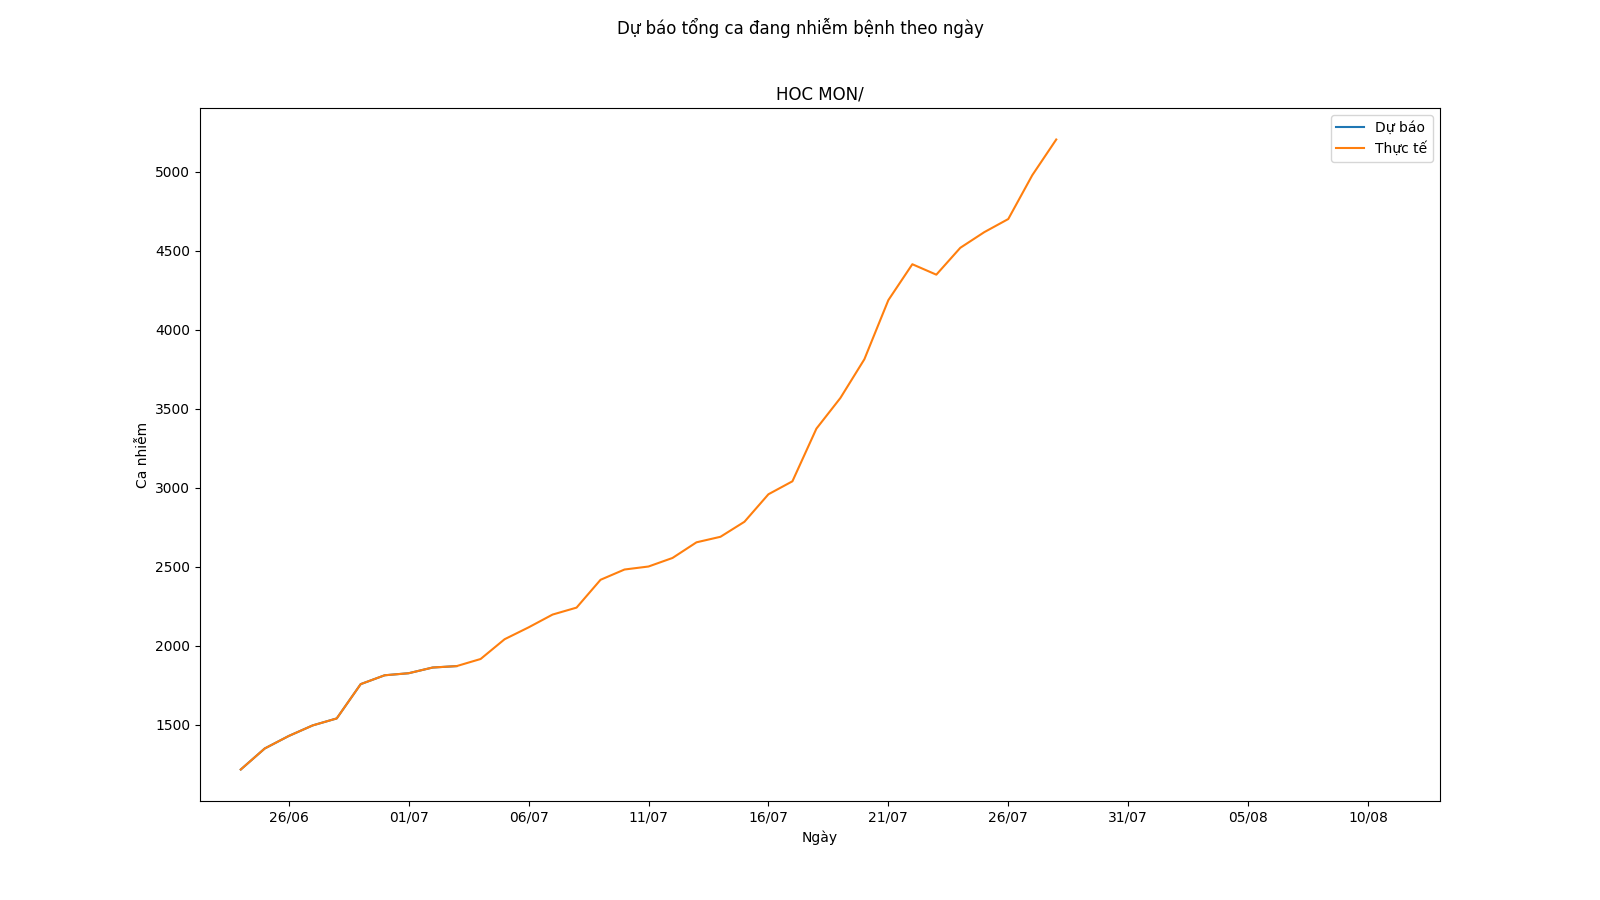 Dự báo tổng ca đang nhiễm bệnh theo ngày
HOC MON/
Dự báo
Thực tế
5000
4500
4000
3500
3000
2500
2000
1500
Ca nhiễm
26/06 01/07 06/07 11/07 16/07 21/07 26/07 31/07 05/08 10/08
Ngày